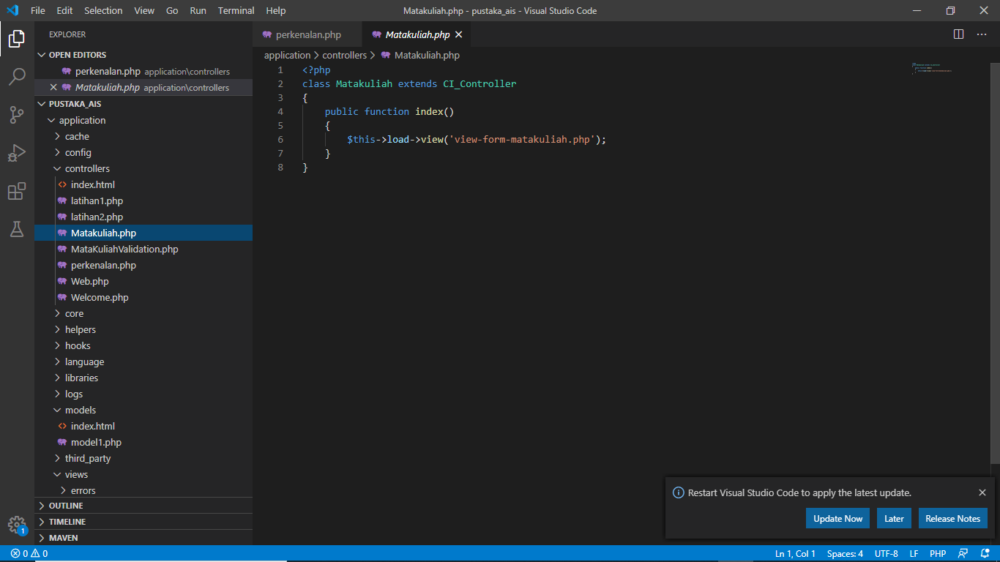 File Edit Selection View Go Run Terminal Help Matakuliah.php - pustaka_ais - Visual Studio Code
EXPLORER
OPEN EDITORS
perkenalan.php application\controllers
Matakuliah.php application\controllers
PUSTAKA_AIS
application
cache
config
controllers
index.html
latihan1.php
latihan2.php
Matakuliah.php
MataKuliahValidation.php
perkenalan.php
Web.php
Welcome.php
core
helpers
hooks
language
libraries
logs
models
index.html
model1.php
third_party
views
errors
OUTLINE
TIMELINE
MAVEN
perkenalan.php Matakuliah.php
application > controllers > Matakuliah.php
1 <?php
2 class Matakuliah extends CI_Controller
3 {
4 public function index()
5 {
6 $this->load->view('view-form-matakuliah.php');
7 }
8 }
Restart Visual Studio Code to apply the latest update.
Update Now Later Release Notes
1
0 0 Ln 1, Col 1 Spaces: 4 UTF-8 LF PHP